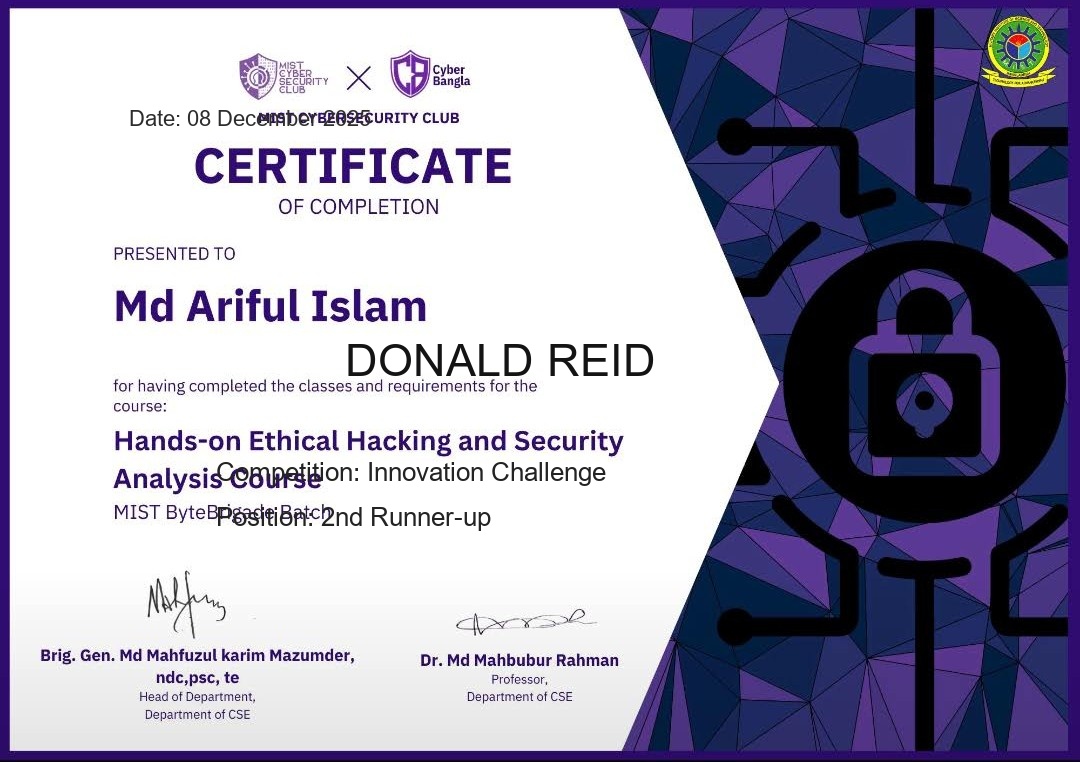 MIST
CYBER
SECURITY
CLUB
Cyber
Bangla
Date: 08 December 2025
MIST CYBERSECURITY CLUB
CERTIFICATE
OF COMPLETION
PRESENTED TO
Md Ariful Islam
DONALD REID
for having completed the classes and requirements for the
course:
Hands-on Ethical Hacking and Security
Analysis Course
Competition: Innovation Challenge
MIST ByteBrigade Batch
Position: 2nd Runner-up
Brig. Gen. Md Mahfuzul karim Mazumder,
ndc,psc, te
Head of Department,
Department of CSE
Dr. Md Mahbubur Rahman
Professor,
Department of CSE